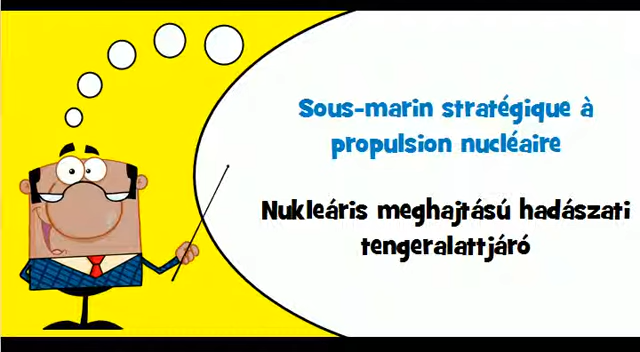 Sous-marin stratégique à
propulsion nucléaire
Nukleáris meghajtású hadászati
tengeralattjáró